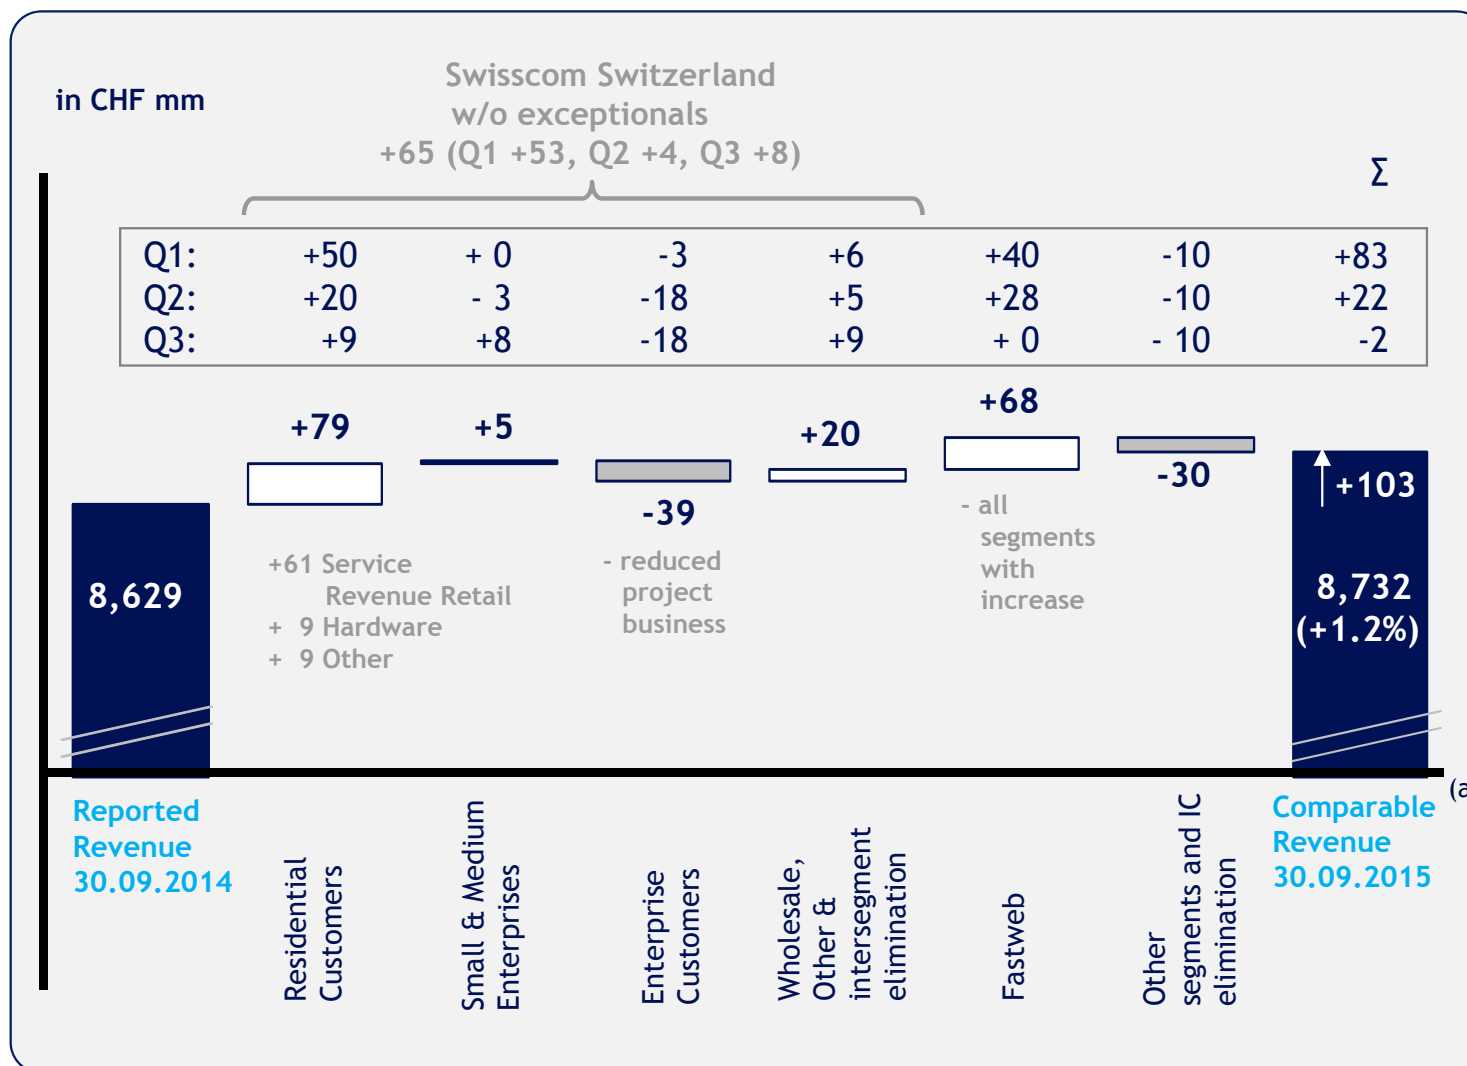 Swisscom Switzerland
w/o exceptionals
+65 (Q1 +53, Q2 +4, Q3 +8)
in CHF mm
Σ
Q1: +50 + 0 -3 +6 +40 -10 +83
Q2: +20 - 3 -18 +5 +28 -10 +22
Q3: +9 +8 -18 +9 + 0 - 10 -2
+79 +5 -39 +20 +68 -30 +103
8,629
+61 Service
Revenue Retail
+ 9 Hardware
+ 9 Other
- reduced
project
business
- all
segments
with
increase
8,732
(+1.2%)
Reported
Revenue
30.09.2014
Residential
Customers
Small & Medium
Enterprises
Enterprise
Customers
Wholesale,
Other &
intersegment
elimination
Fastweb
Other
segments and IC
elimination
Comparable
Revenue
30.09.2015
(a